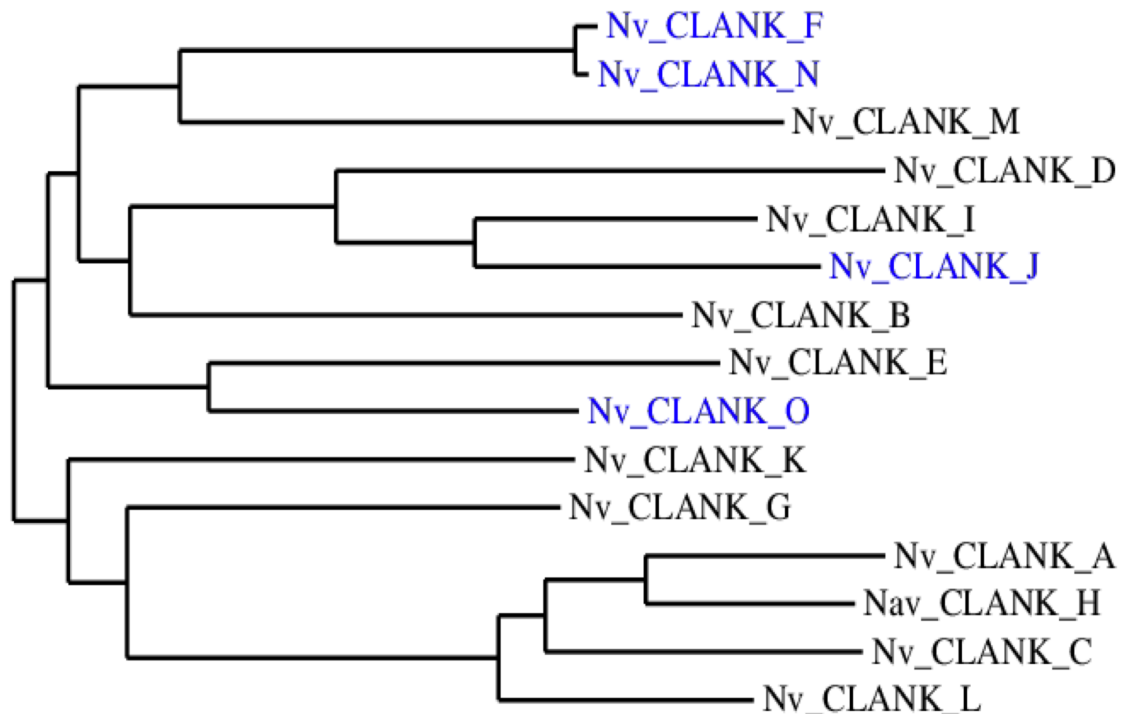 Nv_CLANK_F
Nv_CLANK_N
Nv_CLANK_M
Nv_CLANK_D
Nv_CLANK_I
Nv_CLANK_J
Nv_CLANK_B
Nv_CLANK_E
Nv_CLANK_O
Nv_CLANK_K
Nv_CLANK_G
Nv_CLANK_A
Nav_CLANK_H
Nv_CLANK_C
Nv_CLANK_L